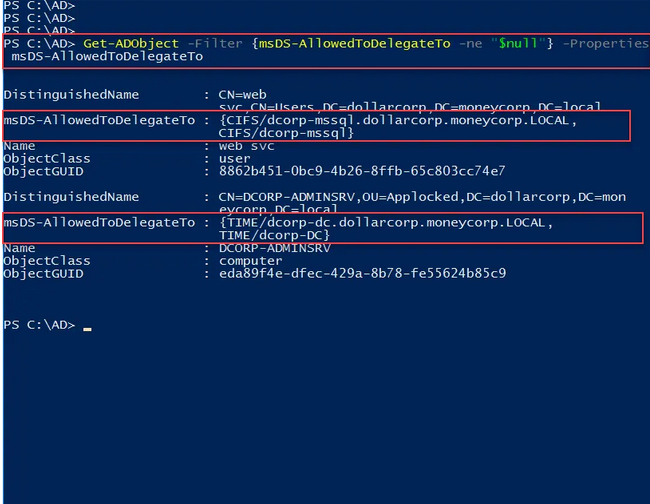 PS C:\AD>
PS C:\AD>
PS C:\AD>
PS C:\AD> Get-ADObject -Filter {msDS-AllowedToDelegateTo -ne "$null"} -Properties
msDS-AllowedToDelegateTo
DistinguishedName : CN=web
svc,CN=Users,DC=dollarcorp,DC=moneycorp,DC=local
msDS-AllowedToDelegateTo : {CIFS/dcorp-mssql.dollarcorp.moneycorp.LOCAL,
CIFS/dcorp-mssql}
Name : web svc
ObjectClass : user
ObjectGUID : 8862b451-0bc9-4b26-8ffb-65c803cc74e7
DistinguishedName : CN=DCORP-ADMINSRV,OU=Applocked,DC=dollarcorp,DC=mon
eycorp,DC=local
msDS-AllowedToDelegateTo : {TIME/dcorp-dc.dollarcorp.moneycorp.LOCAL,
TIME/dcorp-DC}
Name : DCORP-ADMINSRV
ObjectClass : computer
ObjectGUID : eda89f4e-dfec-429a-8b78-fe55624b85c9
PS C:\AD>